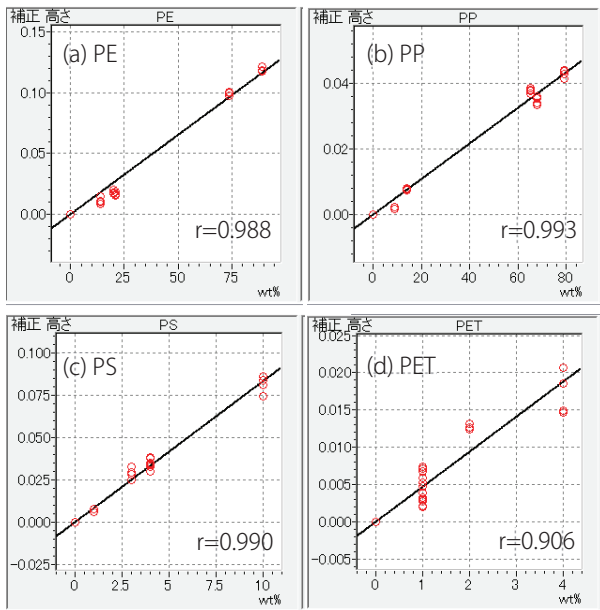 補正 高さ
PE
0.15
0.10
0.05
0.00
(a) PE
r=0.988
0
25
50
75
wt%
補正 高さ
PP
0.04
0.02
0.00
(b) PP
r=0.993
0
20
40
60
80
wt%
補正 高さ
PS
0.100
0.075
0.050
0.025
0.000
-0.025
(c) PS
r=0.990
0
2.5
5
7.5
10
wt%
補正 高さ
PET
0.025
0.020
0.015
0.010
0.005
0.000
-0.005
(d) PET
r=0.906
0
1
2
3
4
wt%